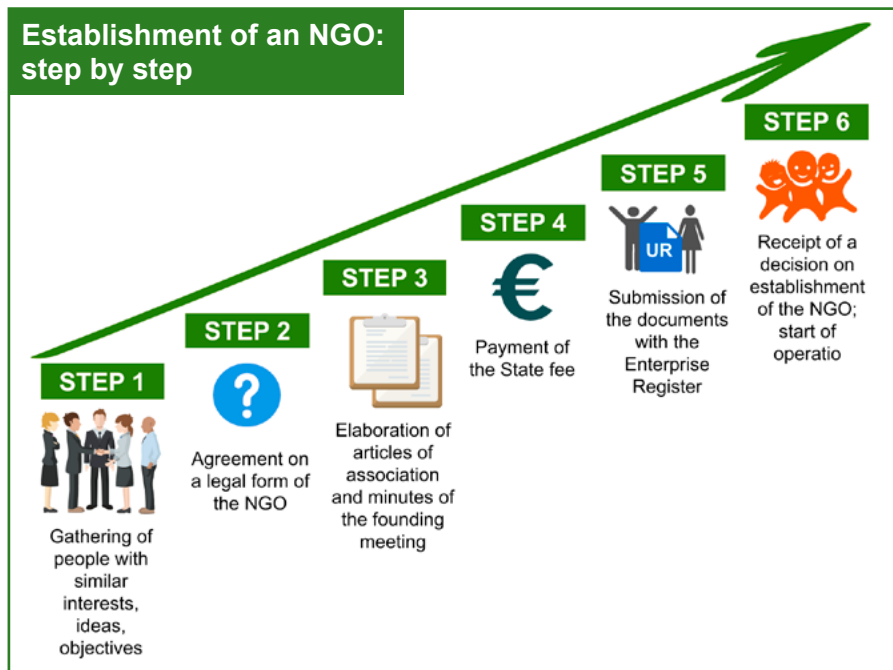 Establishment of an NGO:
step by step
STEP 1
Gathering of
people with
similar
interests,
ideas,
objectives
STEP 2
?
Agreement on
a legal form of
the NGO
STEP 3
Elaboration of
articles of
association
and minutes of
the founding
meeting
STEP 4
€
Payment of
the State fee
STEP 5
UR
Submission of
the documents
with the
Enterprise
Register
STEP 6
Receipt of a
decision on
establishment
of the NGO;
start of
operatio